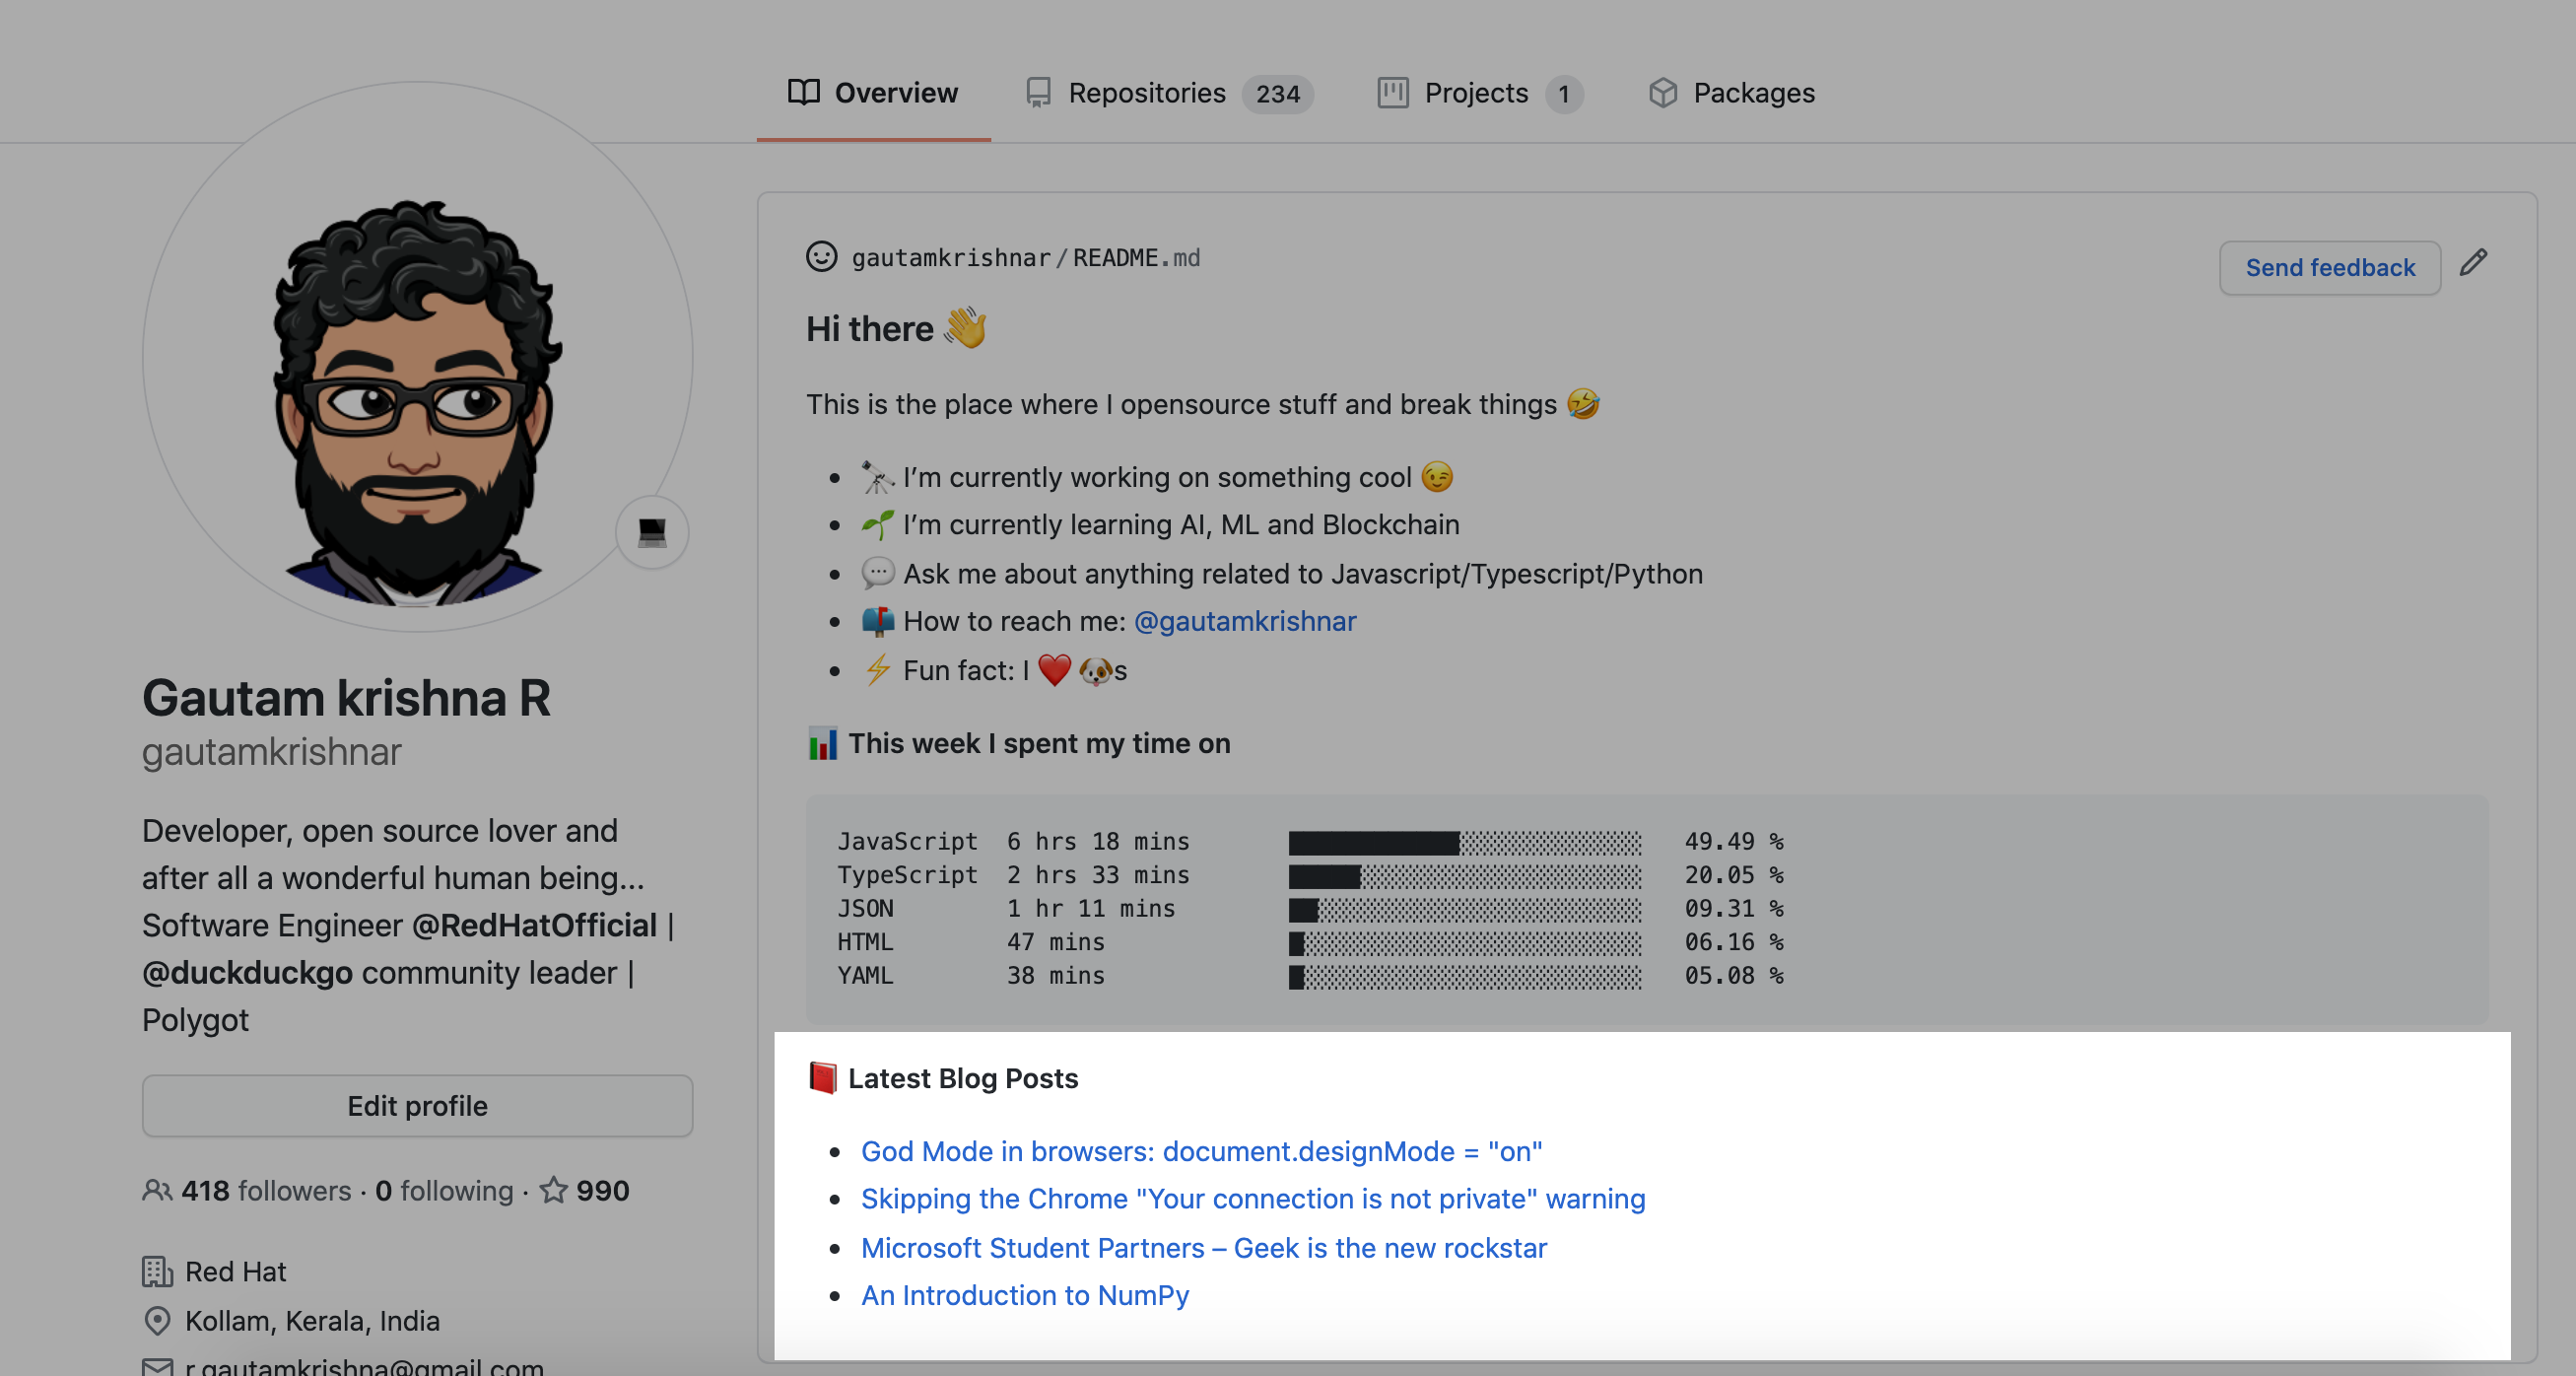 Overview
Repositories 234
Projects 1
Packages
gautamkrishnar/README.md
Send feedback
Hi there 👋
This is the place where I opensource stuff and break things 🤣
• 🔭 I’m currently working on something cool 😉
• 🌱 I’m currently learning AI, ML and Blockchain
• 💬 Ask me about anything related to Javascript/Typescript/Python
• 📫 How to reach me: @gautamkrishnar
• ⚡ Fun fact: I ❤️ 🐶s
📊 This week I spent my time on
JavaScript 6 hrs 18 mins 49.49 %
TypeScript 2 hrs 33 mins 20.05 %
JSON 1 hr 11 mins 09.31 %
HTML 47 mins 06.16 %
YAML 38 mins 05.08 %
📕 Latest Blog Posts
• God Mode in browsers: document.designMode = "on"
• Skipping the Chrome "Your connection is not private" warning
• Microsoft Student Partners – Geek is the new rockstar
• An Introduction to NumPy
Gautam krishna R
gautamkrishnar
Developer, open source lover and
after all a wonderful human being...
Software Engineer @RedHatOfficial |
@duckduckgo community leader |
Polygot
Edit profile
418 followers · 0 following · 990
Red Hat
Kollam, Kerala, India
r.gautamkrishna@gmail.com